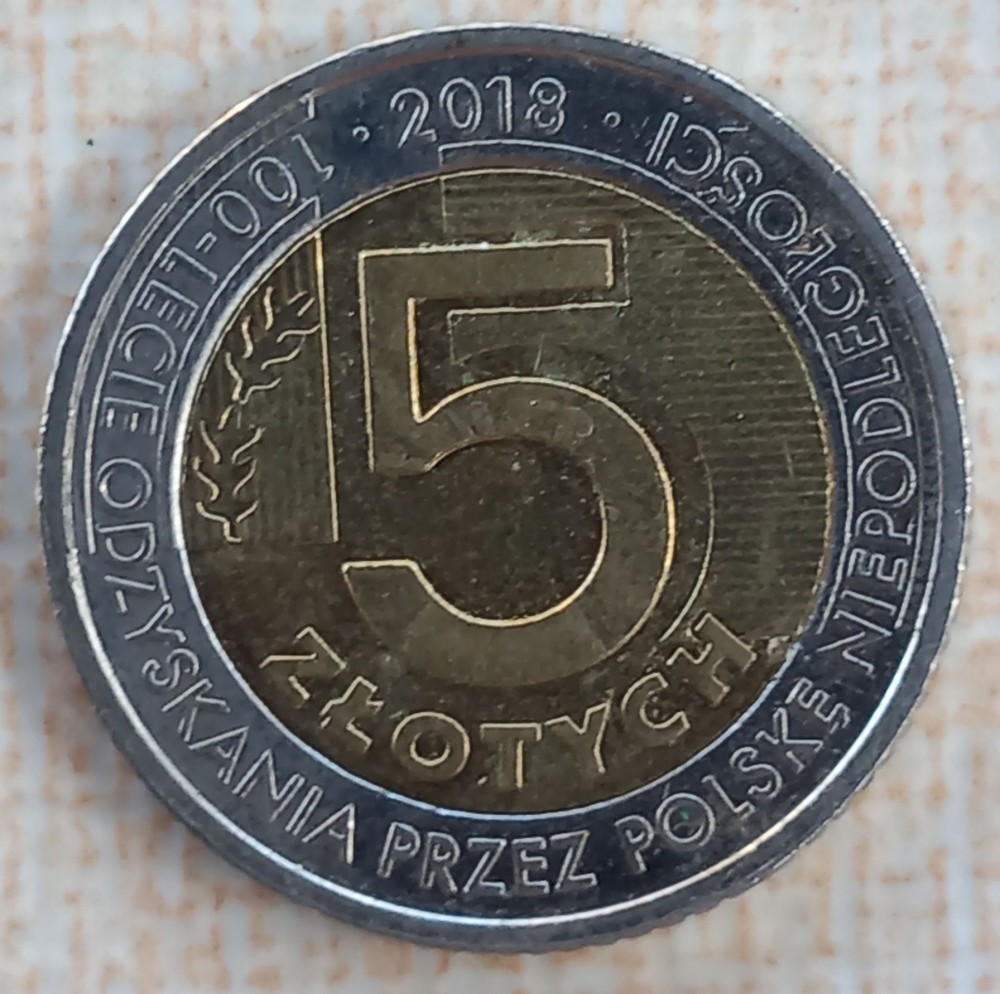 · 2018 ·
100-LECIE ODZYSKANIA PRZEZ POLSKĘ NIEPODLEGŁOŚCI
5
ZŁOTYCH